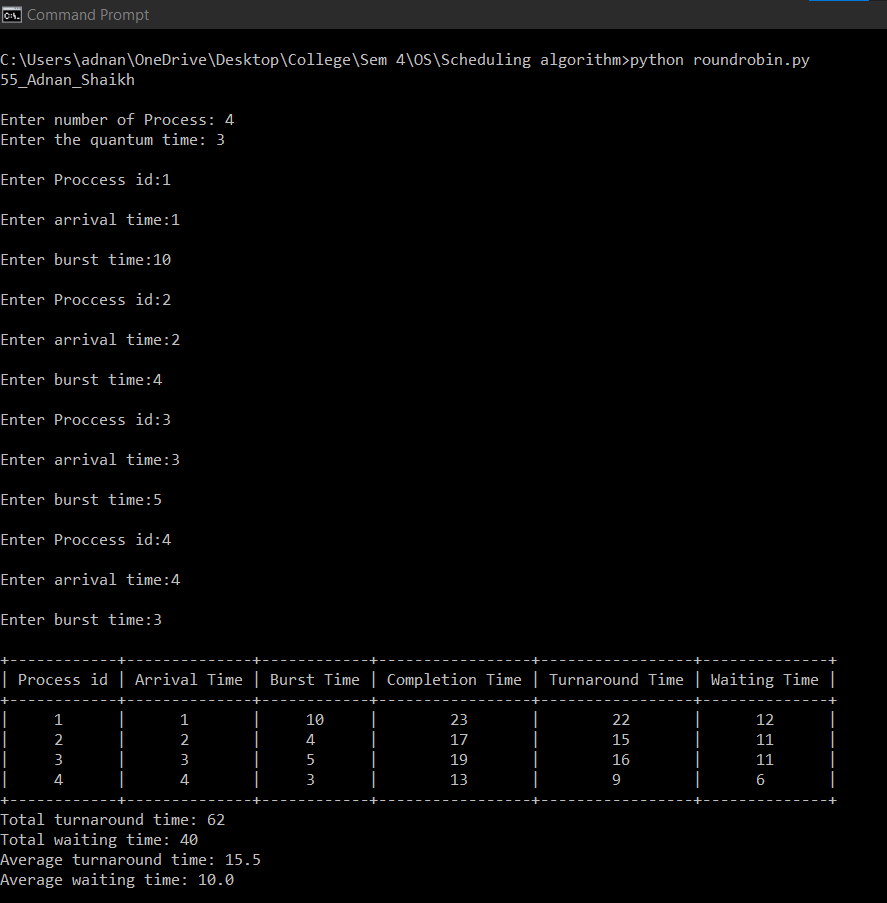 Command Prompt
C:\Users\adnan\OneDrive\Desktop\College\Sem 4\OS\Scheduling algorithm>python roundrobin.py
55_Adnan_Shaikh
Enter number of Process: 4
Enter the quantum time: 3
Enter Proccess id:1
Enter arrival time:1
Enter burst time:10
Enter Proccess id:2
Enter arrival time:2
Enter burst time:4
Enter Proccess id:3
Enter arrival time:3
Enter burst time:5
Enter Proccess id:4
Enter arrival time:4
Enter burst time:3
+------------+--------------+------------+-----------------+-----------------+--------------+
| Process id | Arrival Time | Burst Time | Completion Time | Turnaround Time | Waiting Time |
+------------+--------------+------------+-----------------+-----------------+--------------+
|     1      |      1       |     10     |        23       |        22       |      12      |
|     2      |      2       |     4      |        17       |        15       |      11      |
|     3      |      3       |     5      |        19       |        16       |      11      |
|     4      |      4       |     3      |        13       |        9        |      6       |
+------------+--------------+------------+-----------------+-----------------+--------------+
Total turnaround time: 62
Total waiting time: 40
Average turnaround time: 15.5
Average waiting time: 10.0